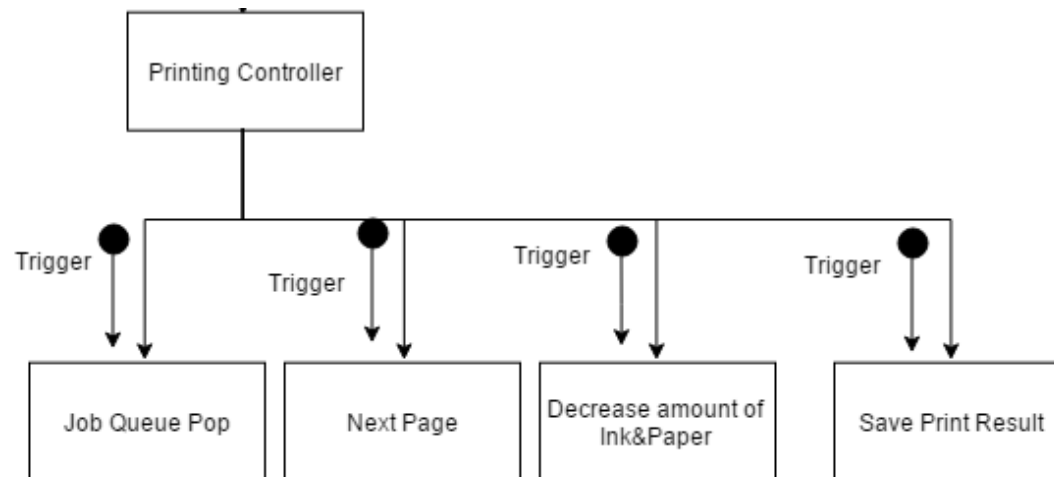 Printing Controller
Trigger
Trigger
Trigger
Trigger
Job Queue Pop
Next Page
Decrease amount of
Ink&Paper
Save Print Result